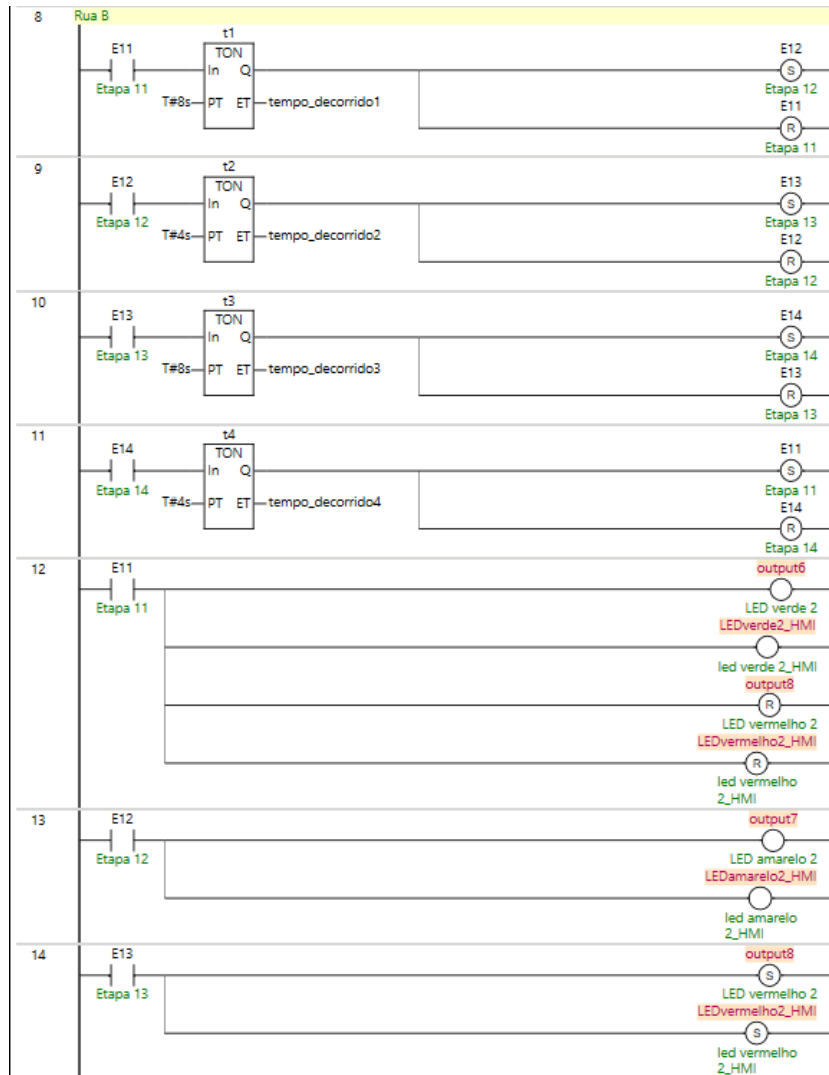 8 Rua B
t1
E11 TON E12
In Q S
Etapa 11 Etapa 12
T#8s PT ET tempo_decorrido1 E11
R
Etapa 11
9 t2
E12 TON E13
In Q S
Etapa 12 Etapa 13
T#4s PT ET tempo_decorrido2 E12
R
Etapa 12
10 t3
E13 TON E14
In Q S
Etapa 13 Etapa 14
T#8s PT ET tempo_decorrido3 E13
R
Etapa 13
11 t4
E14 TON E11
In Q S
Etapa 14 Etapa 11
T#4s PT ET tempo_decorrido4 E14
R
Etapa 14
12 E11 output6
Etapa 11 LED verde 2
LEDverde2_HMI
led verde 2_HMI
output8
R
LED vermelho 2
LEDvermelho2_HMI
R
led vermelho
2_HMI
13 E12 output7
Etapa 12 LED amarelo 2
LEDamarelo2_HMI
led amarelo
2_HMI
14 E13 output8
S
Etapa 13 LED vermelho 2
LEDvermelho2_HMI
S
led vermelho
2_HMI